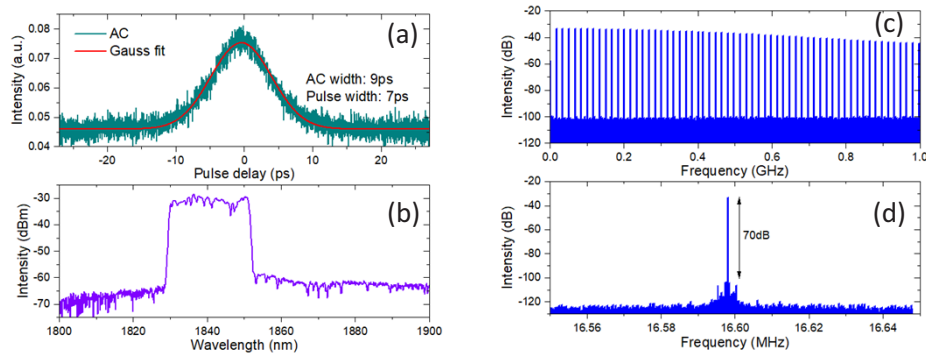 0.08
0.07
0.06
0.05
0.04
Intensity (a.u.)
AC
Gauss fit
(a)
AC width: 9ps
Pulse width: 7ps
-20
-10
0
10
20
Pulse delay (ps)
-20
-40
-60
-80
-100
-120
Intensity (dB)
(c)
0.0
0.2
0.4
0.6
0.8
1.0
Frequency (GHz)
-30
-40
-50
-60
-70
Intensity (dBm)
(b)
1800
1820
1840
1860
1880
1900
Wavelength (nm)
-20
-40
-60
-80
-100
-120
Intensity (dB)
(d)
70dB
16.56
16.58
16.60
16.62
16.64
Frequency (MHz)